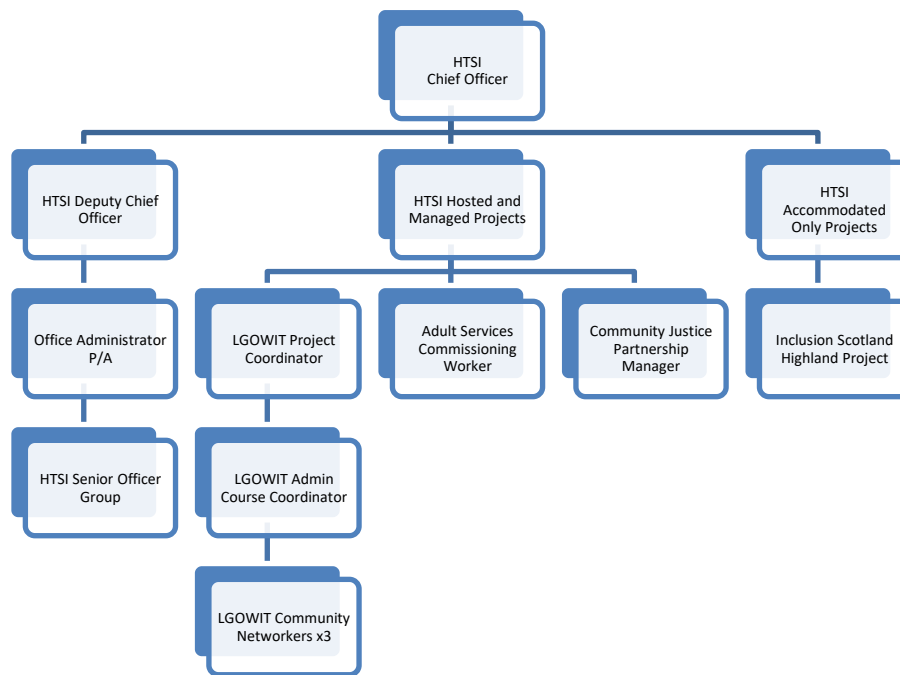 HTSI
Chief Officer
HTSI Deputy Chief
Officer
HTSI Hosted and
Managed Projects
HTSI
Accommodated
Only Projects
Office Administrator
P/A
LGOWIT Project
Coordinator
Adult Services
Commissioning
Worker
Community Justice
Partnership
Manager
Inclusion Scotland
Highland Project
HTSI Senior Officer
Group
LGOWIT Admin
Course Coordinator
LGOWIT Community
Networkers x3